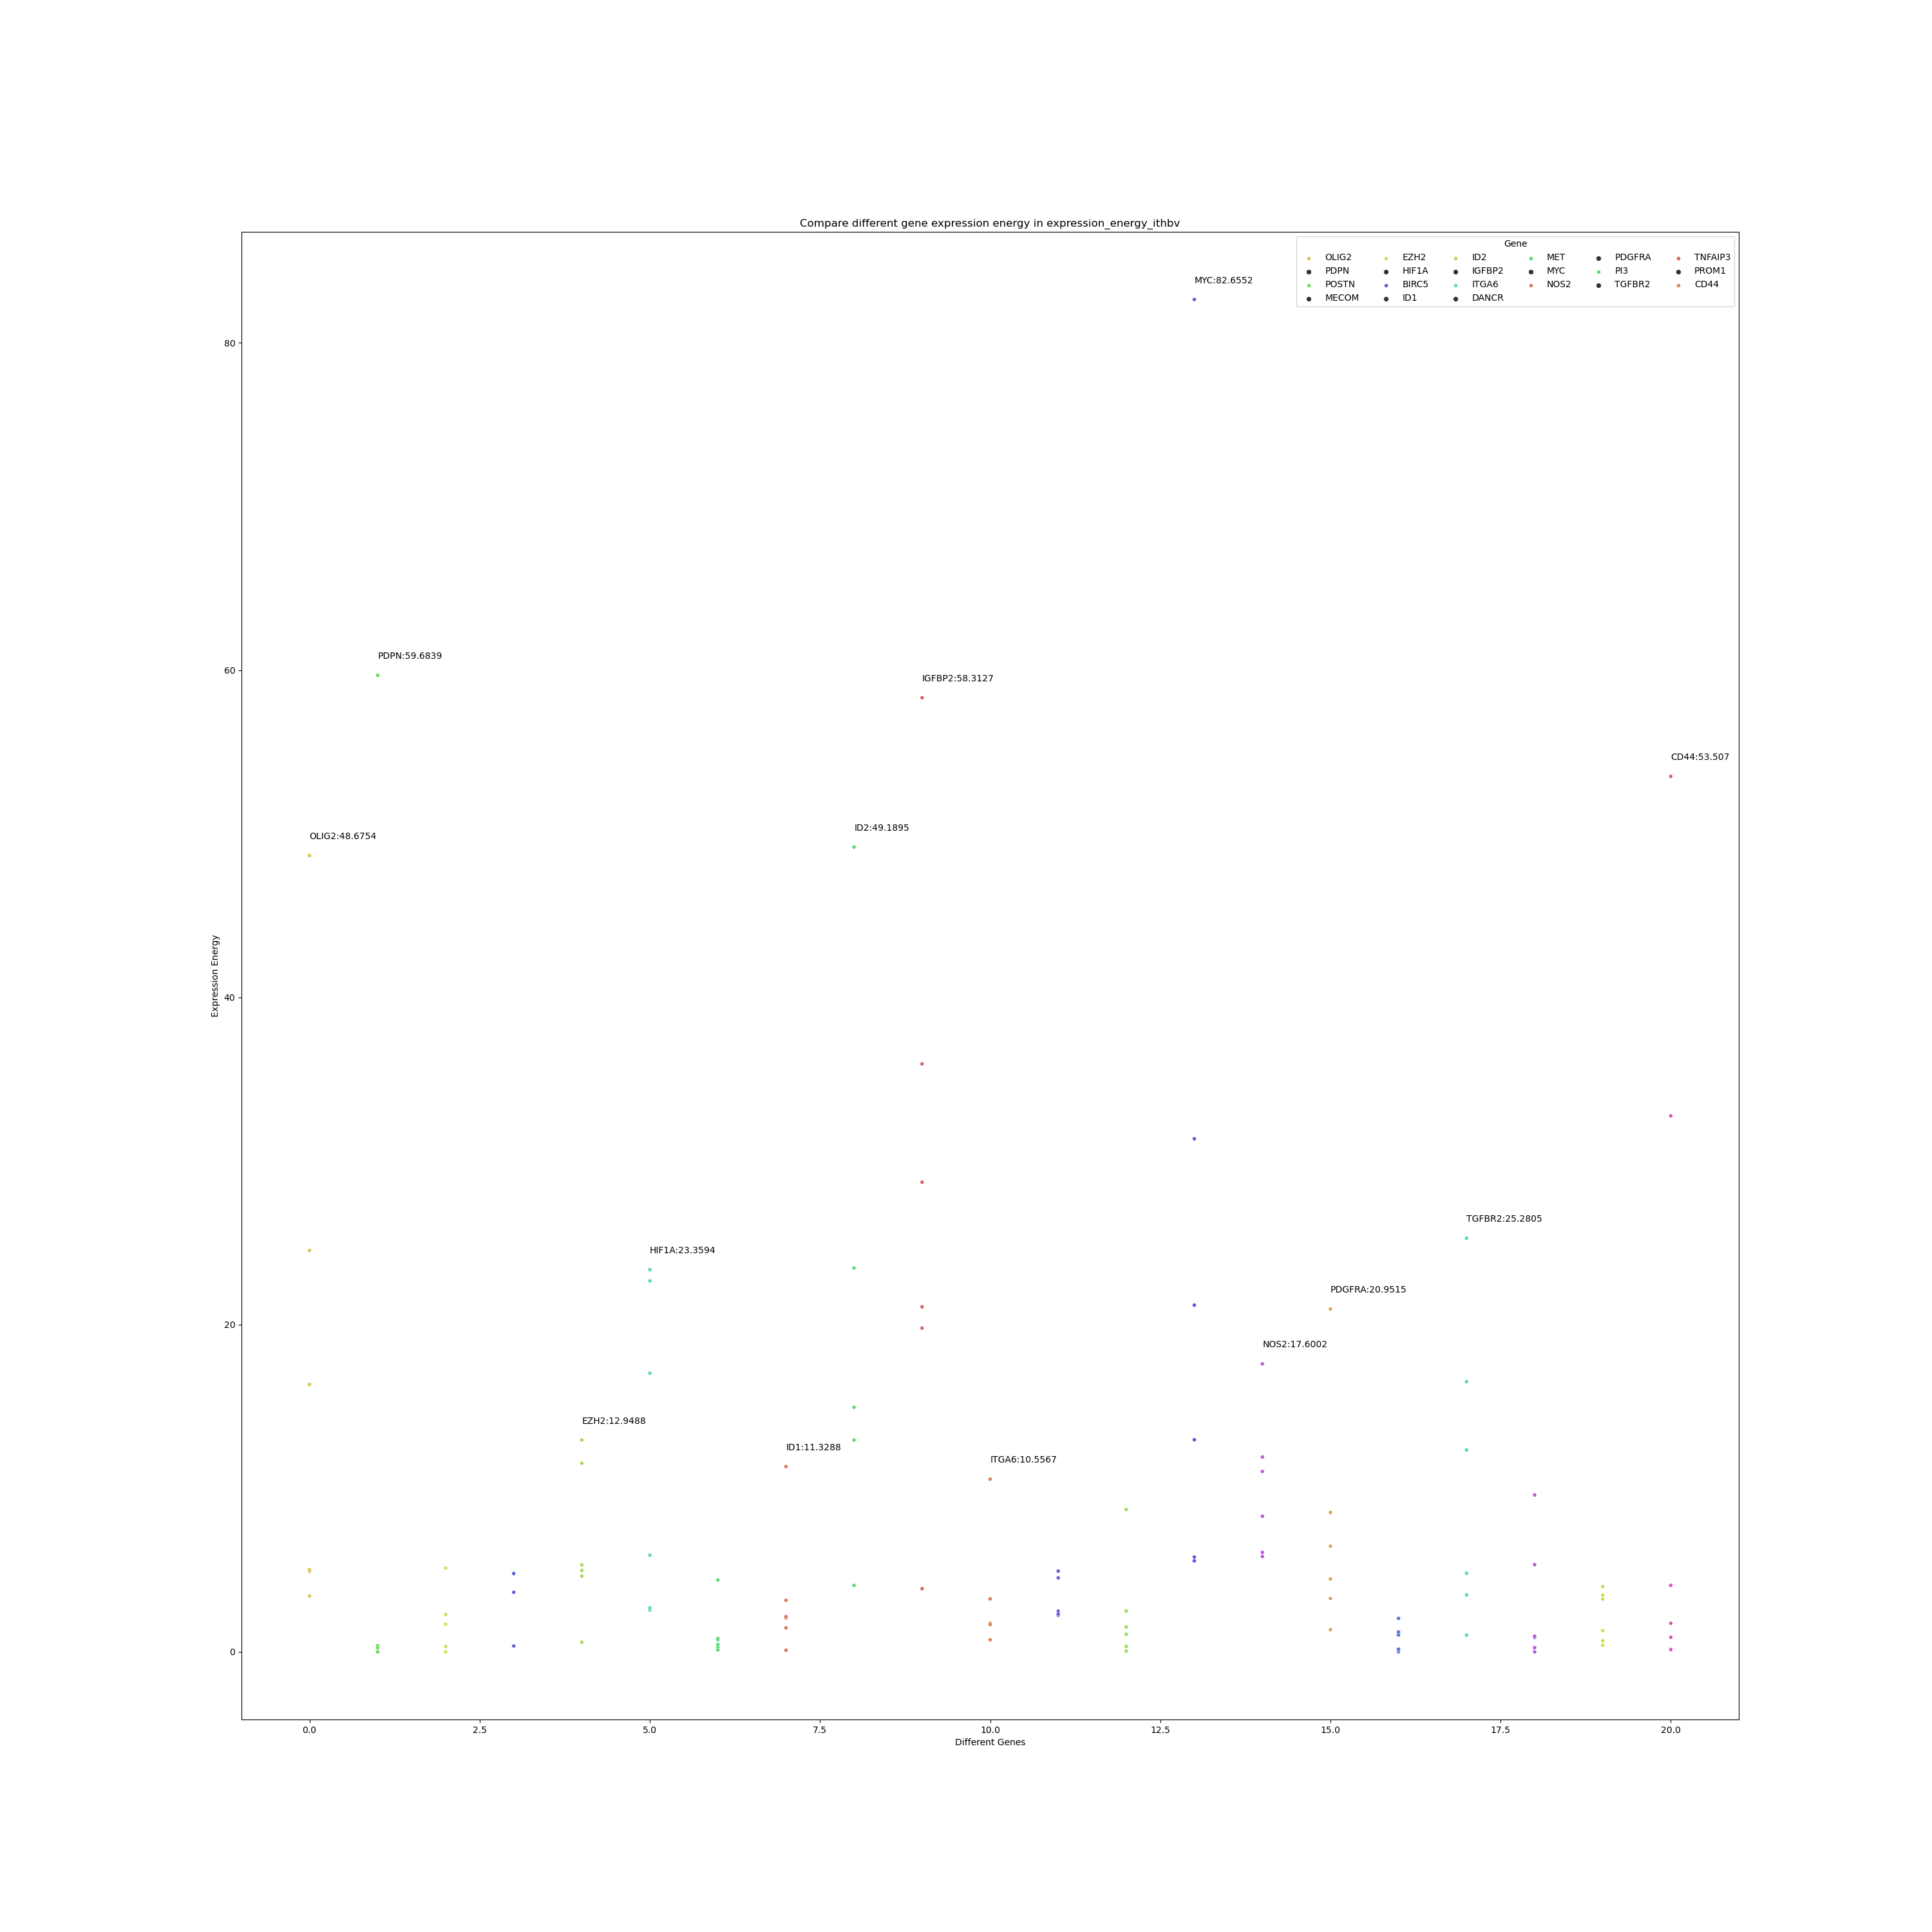 Compare different gene expression energy in expression_energy_ithbv
Gene
OLIG2 EZH2 ID2 MET PDGFRA TNFAIP3
PDPN HIF1A IGFBP2 MYC PI3 PROM1
POSTN BIRC5 ITGA6 NOS2 TGFBR2 CD44
MECOM ID1 DANCR
MYC:82.6552
80
PDPN:59.6839
60
IGFBP2:58.3127
CD44:53.507
ID2:49.1895
OLIG2:48.6754
Expression Energy
40
TGFBR2:25.2805
HIF1A:23.3594
PDGFRA:20.9515
20
NOS2:17.6002
EZH2:12.9488
ID1:11.3288
ITGA6:10.5567
0
0.0 2.5 5.0 7.5 10.0 12.5 15.0 17.5 20.0
Different Genes